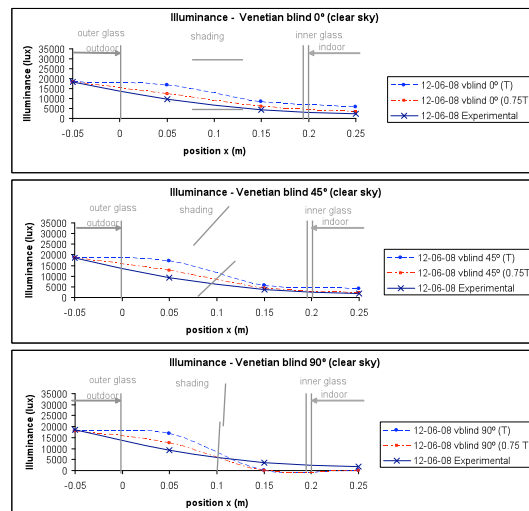 Illuminance - Venetian blind 0º (clear sky)
outer glass
shading
inner glass
outdoor
indoor
35000
30000
25000
20000
15000
10000
5000
0
Illuminance (lux)
-0.05 0 0.05 0.1 0.15 0.2 0.25
position x (m)
12-06-08 vblind 0º (T)
12-06-08 vblind 0º (0.75T
12-06-08 Experimental
Illuminance - Venetian blind 45º (clear sky)
outer glass
shading
inner glass
outdoor
indoor
35000
30000
25000
20000
15000
10000
5000
0
Illuminance (lux)
-0.05 0 0.05 0.1 0.15 0.2 0.25
position x (m)
12-06-08 vblind 45º (T)
12-06-08 vblind 45º (0.75T
12-06-08 Experimental
Illuminance - Venetian blind 90º (clear sky)
outer glass
shading
inner glass
outdoor
indoor
35000
30000
25000
20000
15000
10000
5000
0
Illuminance (lux)
-0.05 0 0.05 0.1 0.15 0.2 0.25
position x (m)
12-06-08 vblind 90º (T)
12-06-08 vblind 90º (0.75 T
12-06-08 Experimental